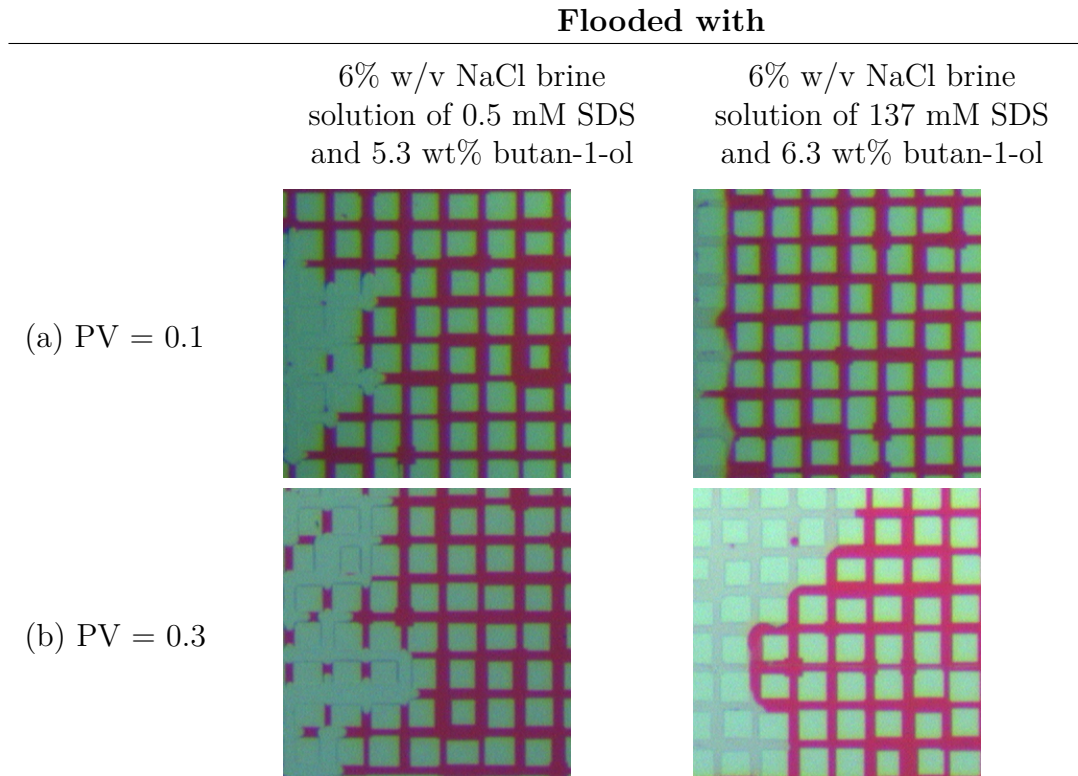 Flooded with
6% w/v NaCl brine
solution of 0.5 mM SDS
and 5.3 wt% butan-1-ol
6% w/v NaCl brine
solution of 137 mM SDS
and 6.3 wt% butan-1-ol
(a) PV = 0.1
(b) PV = 0.3